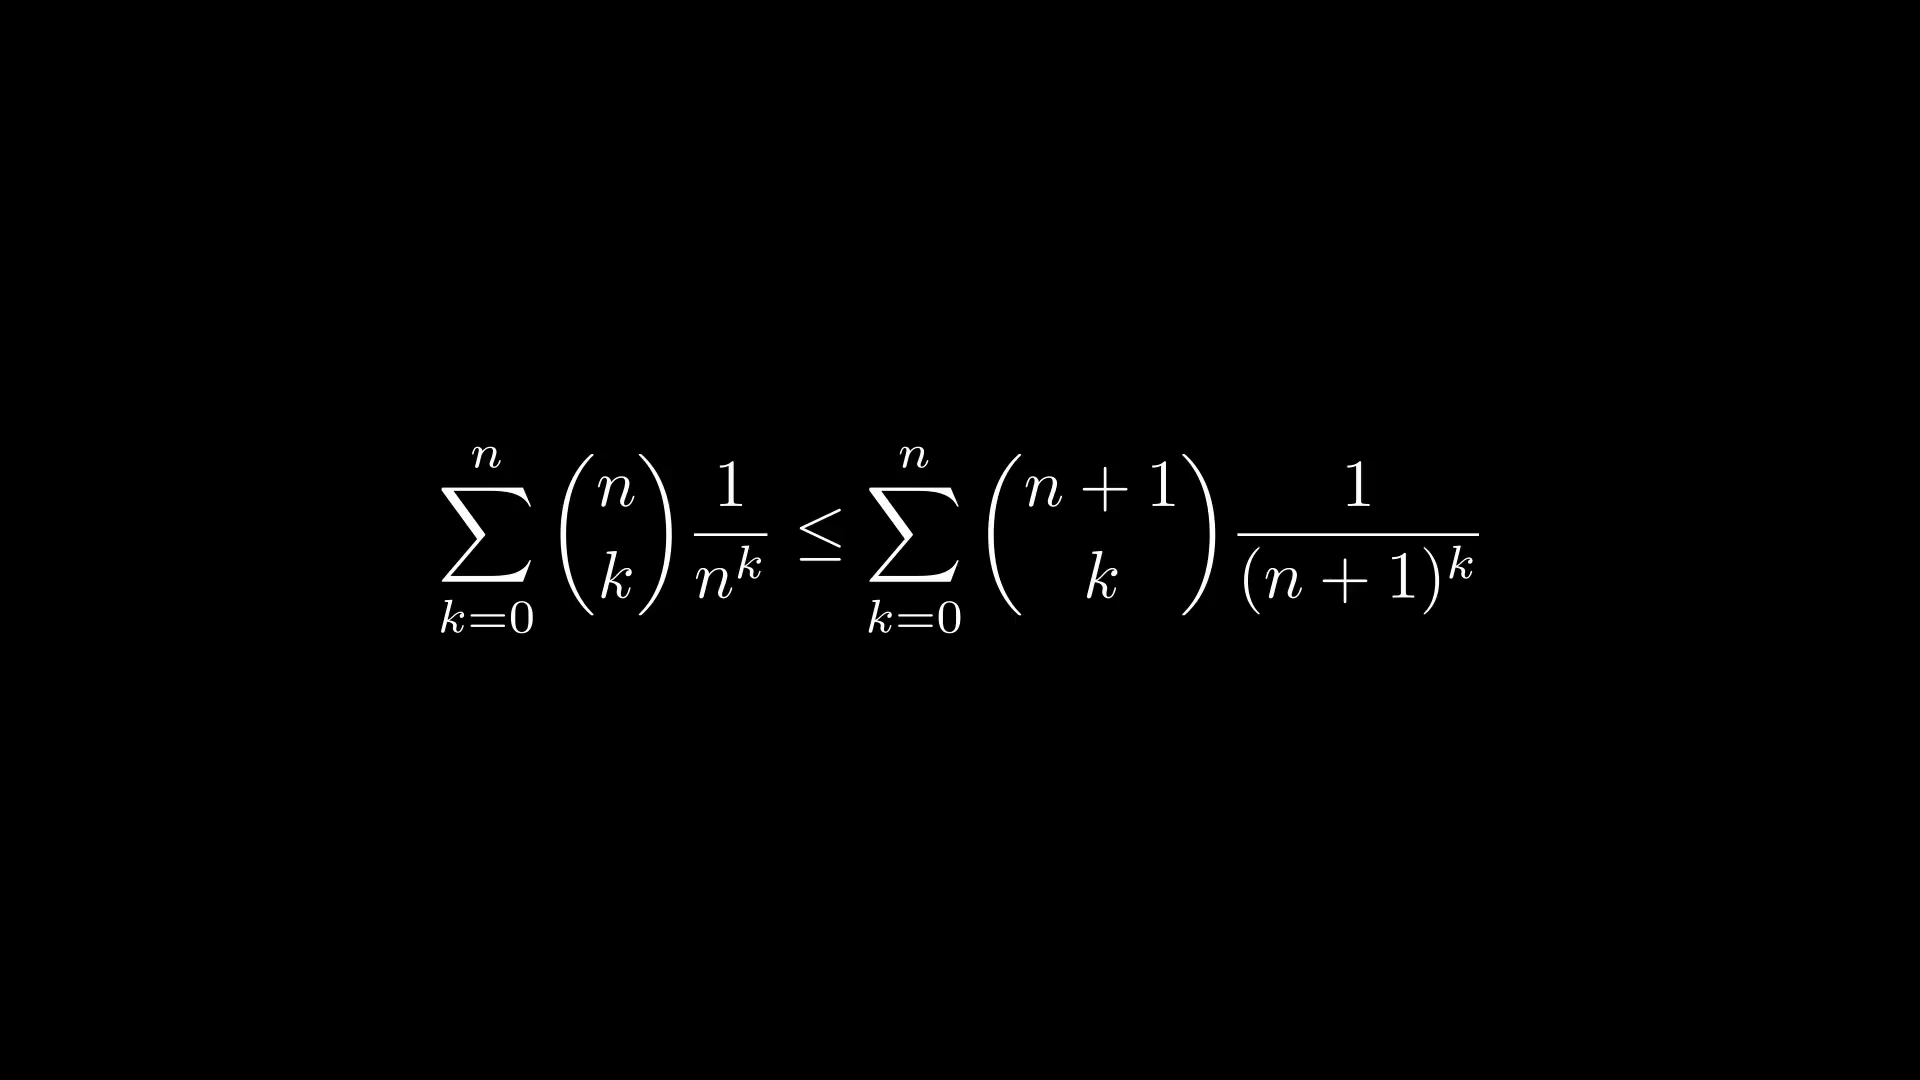 \sum_{k=0}^{n} \binom{n}{k} \frac{1}{n^k} \leq \sum_{k=0}^{n} \binom{n+1}{k} \frac{1}{(n+1)^k}